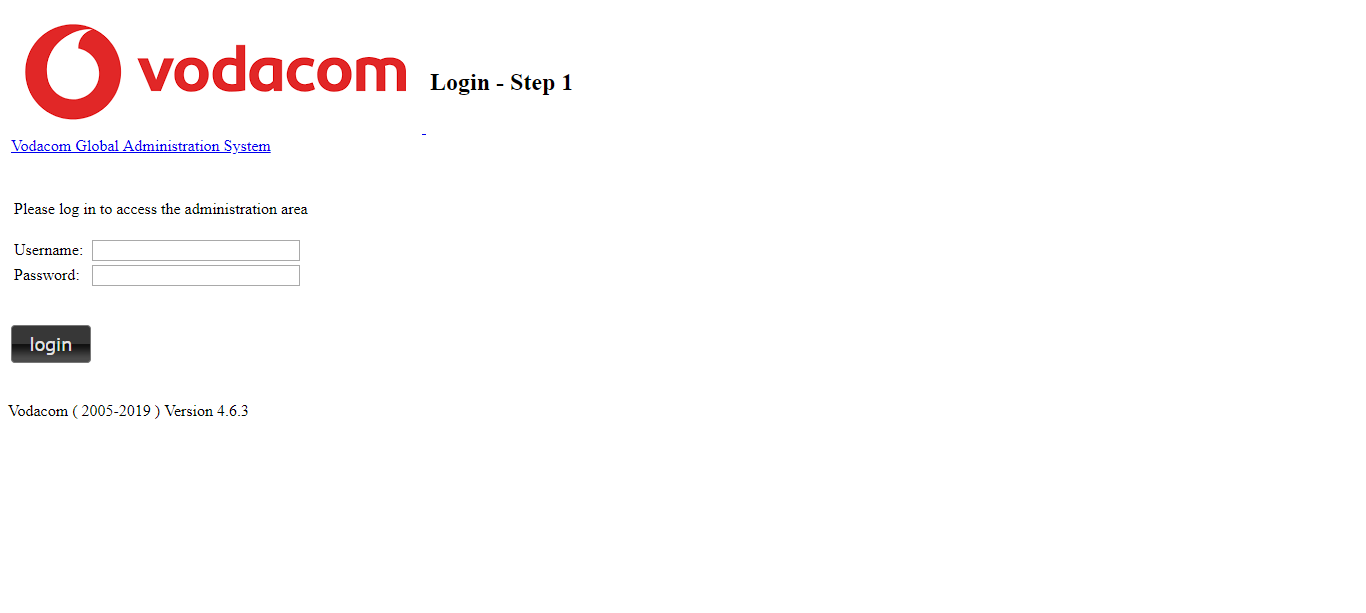 vodacom
Login - Step 1
Vodacom Global Administration System
Please log in to access the administration area
Username:
Password:
login
Vodacom ( 2005-2019 ) Version 4.6.3